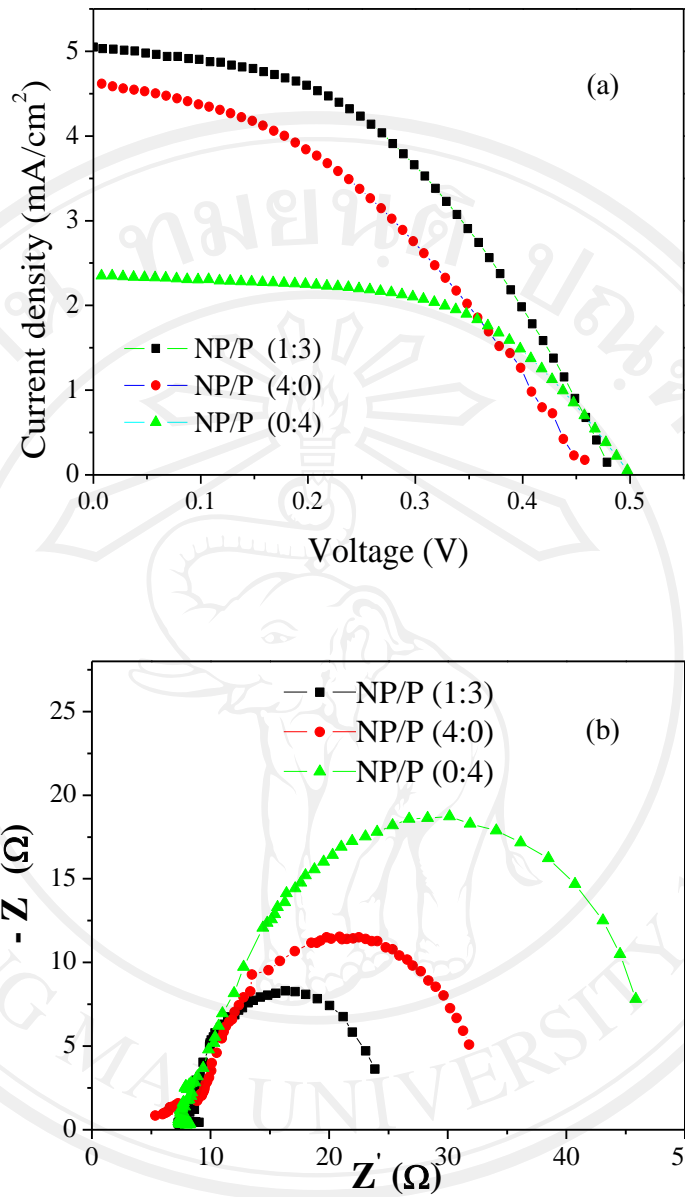 (a)
Current density (mA/cm²)
5
4
3
2
1
0
NP/P (1:3)
NP/P (4:0)
NP/P (0:4)
0.0 0.1 0.2 0.3 0.4 0.5
Voltage (V)
(b)
- Z (Ω)
25
20
15
10
5
0
NP/P (1:3)
NP/P (4:0)
NP/P (0:4)
0 10 20 30 40 5
Z (Ω)
UNIVERSITY